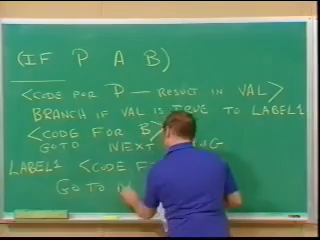 (IF P A B)
<CODE FOR P — RESULT IN VAL>
BRANCH IF VAL IS TRUE TO LABEL1
<CODE FOR B>
GOTO NEXT
LABEL1 <CODE
GO TO